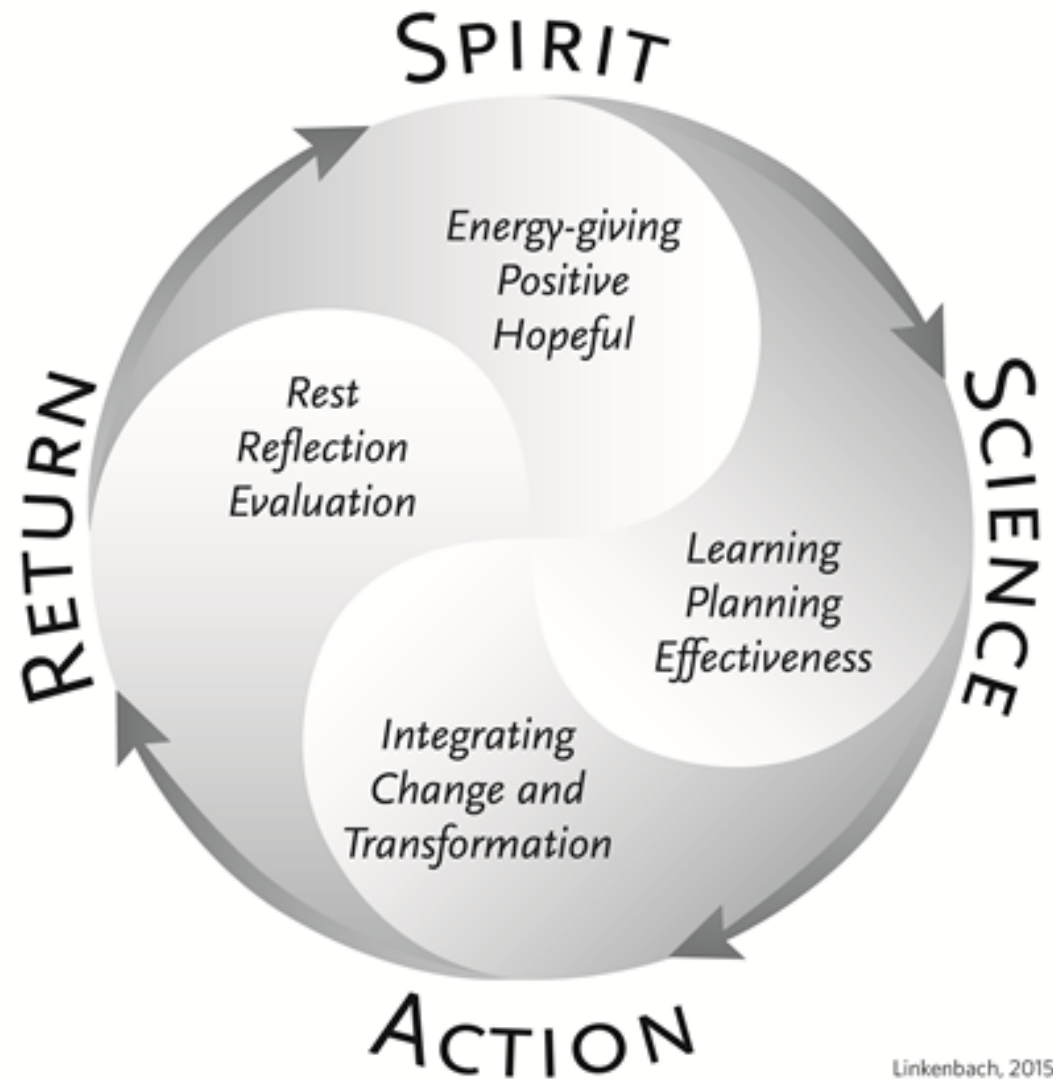 SPIRIT
Energy-giving
Positive
Hopeful
SCIENCE
Learning
Planning
Effectiveness
ACTION
Integrating
Change and
Transformation
RETURN
Rest
Reflection
Evaluation
Linkenbach, 2015